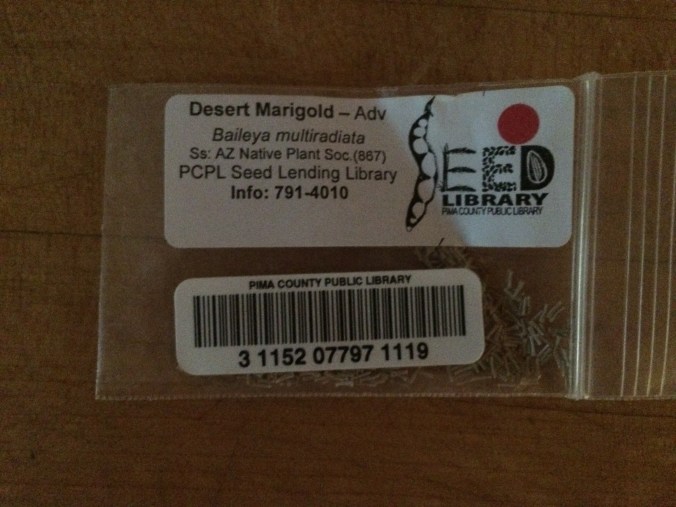 Desert Marigold – Adv
Baileya multiradiata
Ss: AZ Native Plant Soc.(867)
PCPL Seed Lending Library
Info: 791-4010
SEED
LIBRARY
PIMA COUNTY PUBLIC LIBRARY
PIMA COUNTY PUBLIC LIBRARY
3 1152 07797 1119